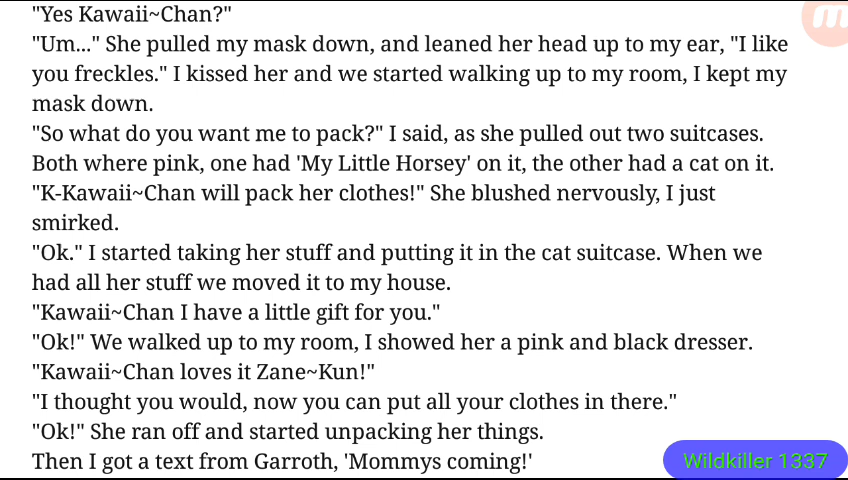 "Yes Kawaii~Chan?"
"Um..." She pulled my mask down, and leaned her head up to my ear, "I like
you freckles." I kissed her and we started walking up to my room, I kept my
mask down.
"So what do you want me to pack?" I said, as she pulled out two suitcases.
Both where pink, one had 'My Little Horsey' on it, the other had a cat on it.
"K-Kawaii~Chan will pack her clothes!" She blushed nervously, I just
smirked.
"Ok." I started taking her stuff and putting it in the cat suitcase. When we
had all her stuff we moved it to my house.
"Kawaii~Chan I have a little gift for you."
"Ok!" We walked up to my room, I showed her a pink and black dresser.
"Kawaii~Chan loves it Zane~Kun!"
"I thought you would, now you can put all your clothes in there."
"Ok!" She ran off and started unpacking her things.
Then I got a text from Garroth, 'Mommys coming!'
Wildkiller 1337